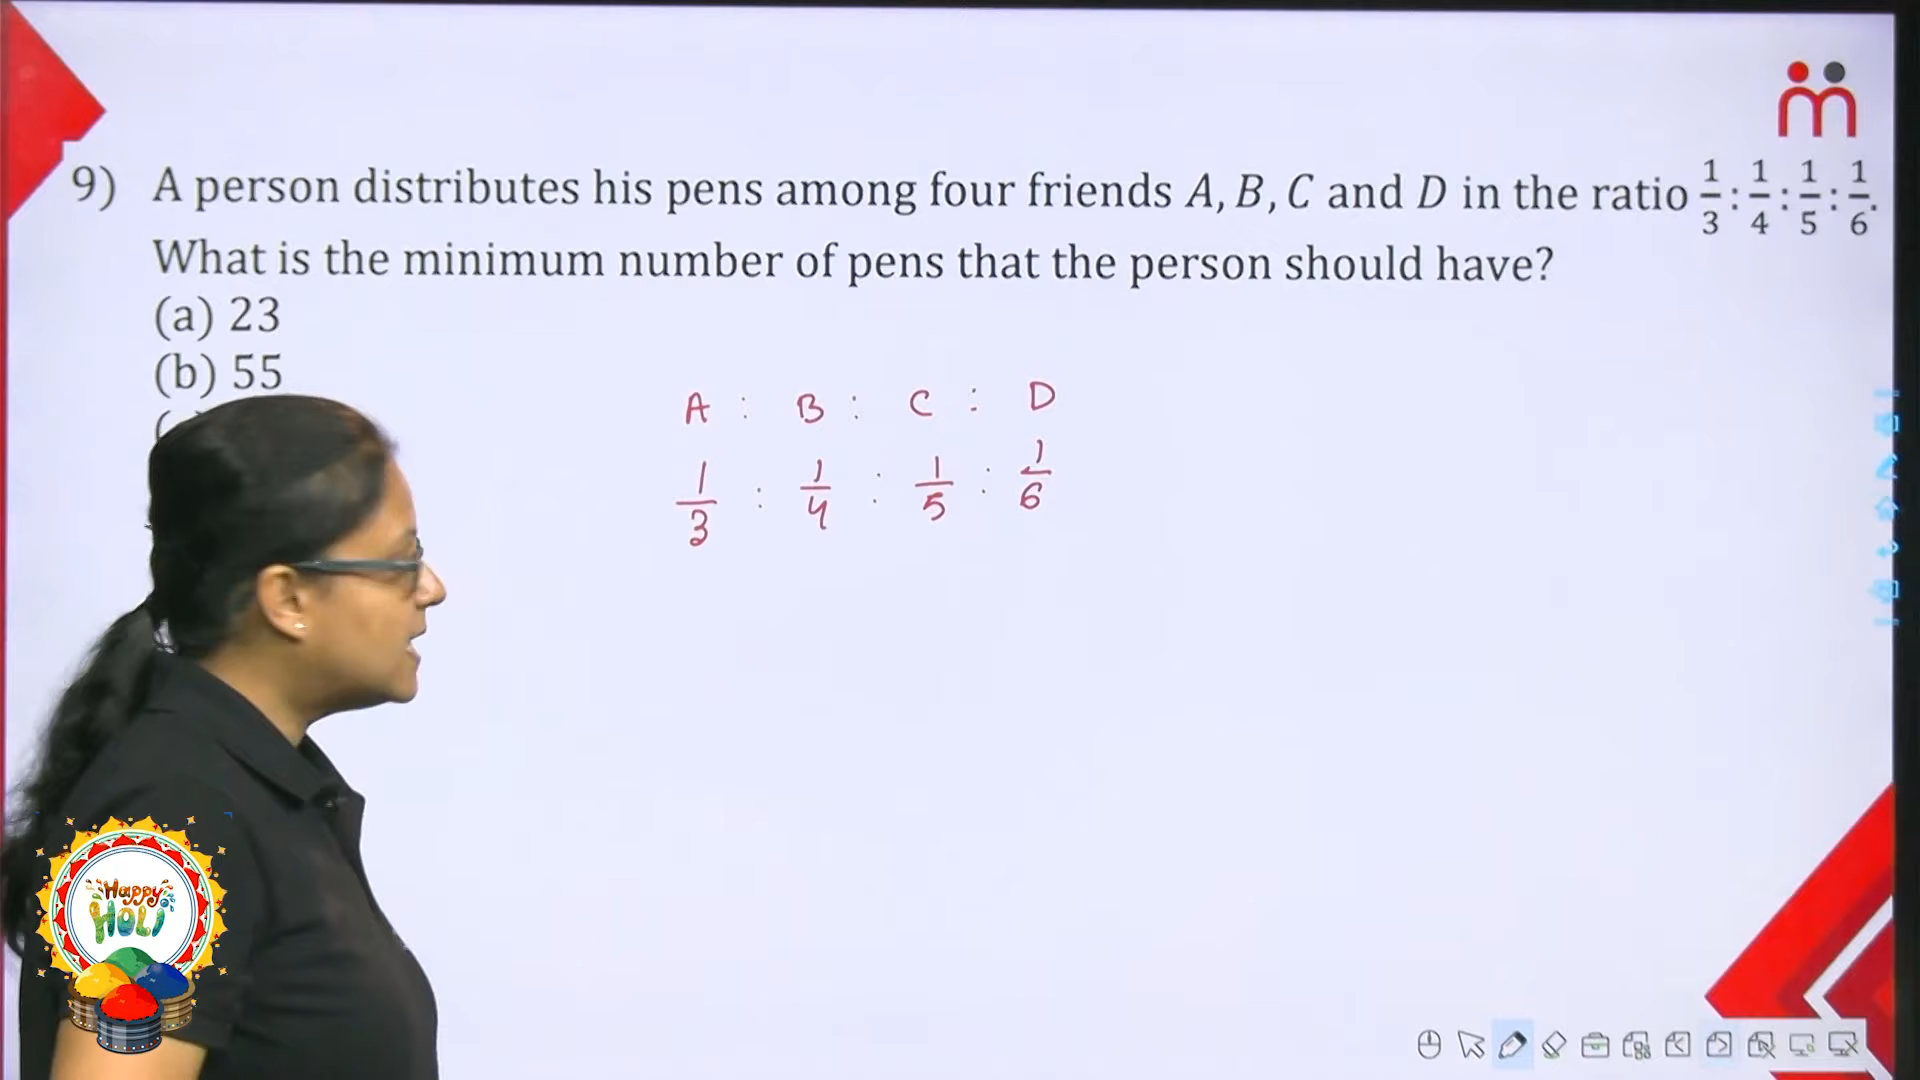 9) A person distributes his pens among four friends A, B, C and D in the ratio 1/3 : 1/4 : 1/5 : 1/6.
What is the minimum number of pens that the person should have?
(a) 23
(b) 55
(
A : B : C : D
1/3 : 1/4 : 1/5 : 1/6
Happy
HOLI